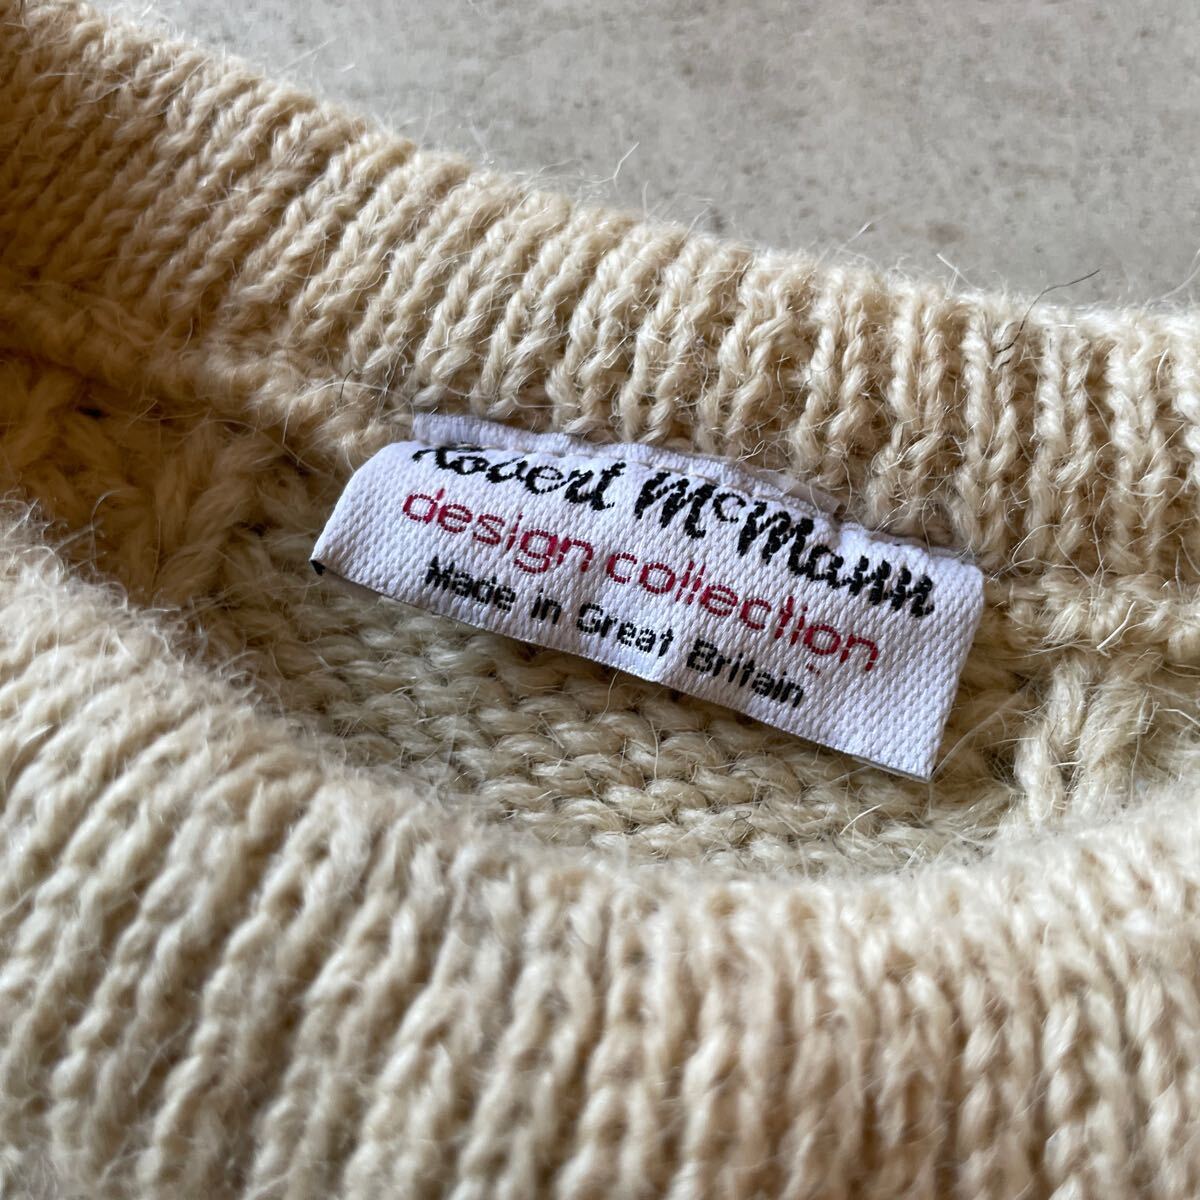 Robert McMann
design collection
Made in Great Britain